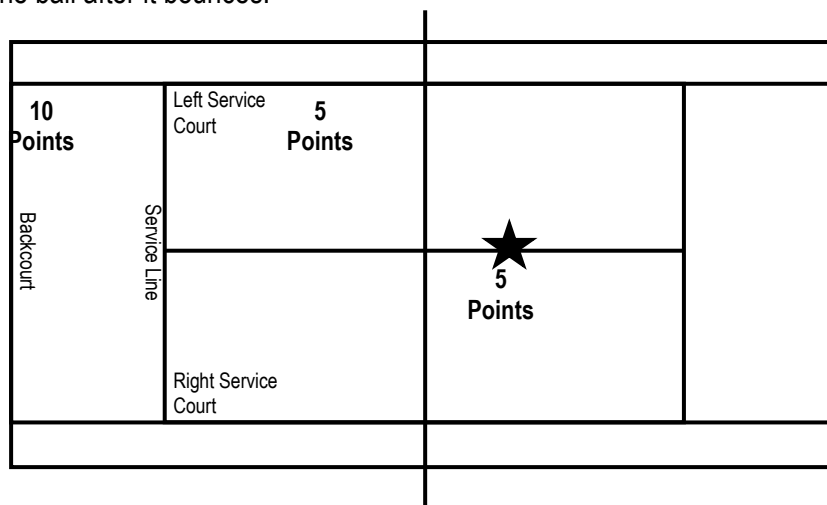 ball after it bounces.
10
Points
Left Service
Court
5
Points
Backcourt
Service Line
5
Points
Right Service
Court